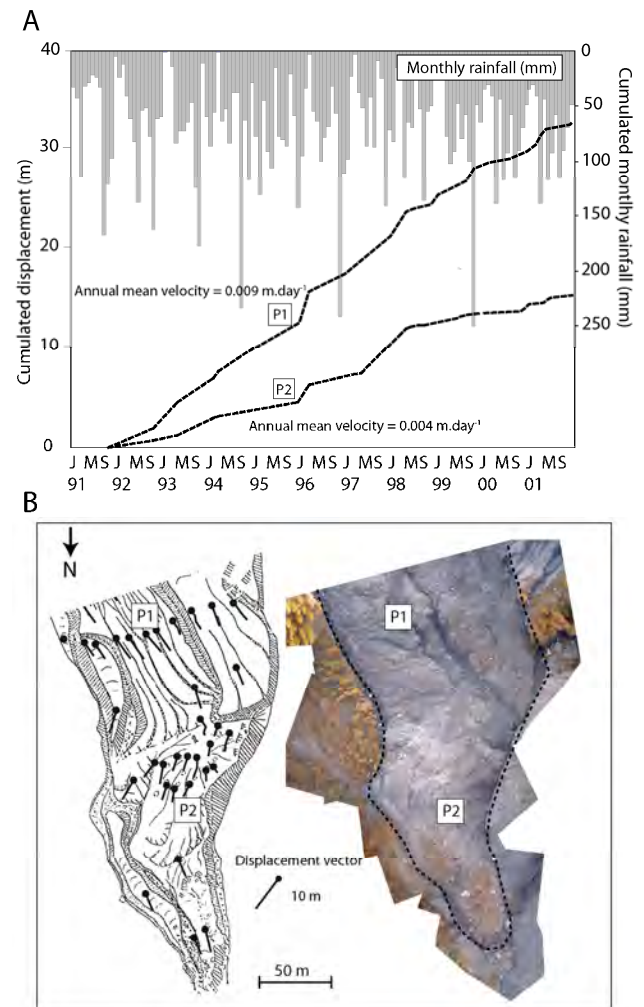 A
40
30
20
10
0
Cumulated displacement (m)
Monthly rainfall (mm)
0
50
100
150
200
250
Cumulated montlhy
rainfall (mm)
Annual mean velocity = 0.009 m.day-1
P1
P2
Annual mean velocity = 0.004 m.day-1
J MS J MS J MS J MS J MS J MS J MS J MS J MS J MS J MS
91 92 93 94 95 96 97 98 99 00 01
B
N
P1
P1
P2
P2
Displacement vector
10 m
50 m